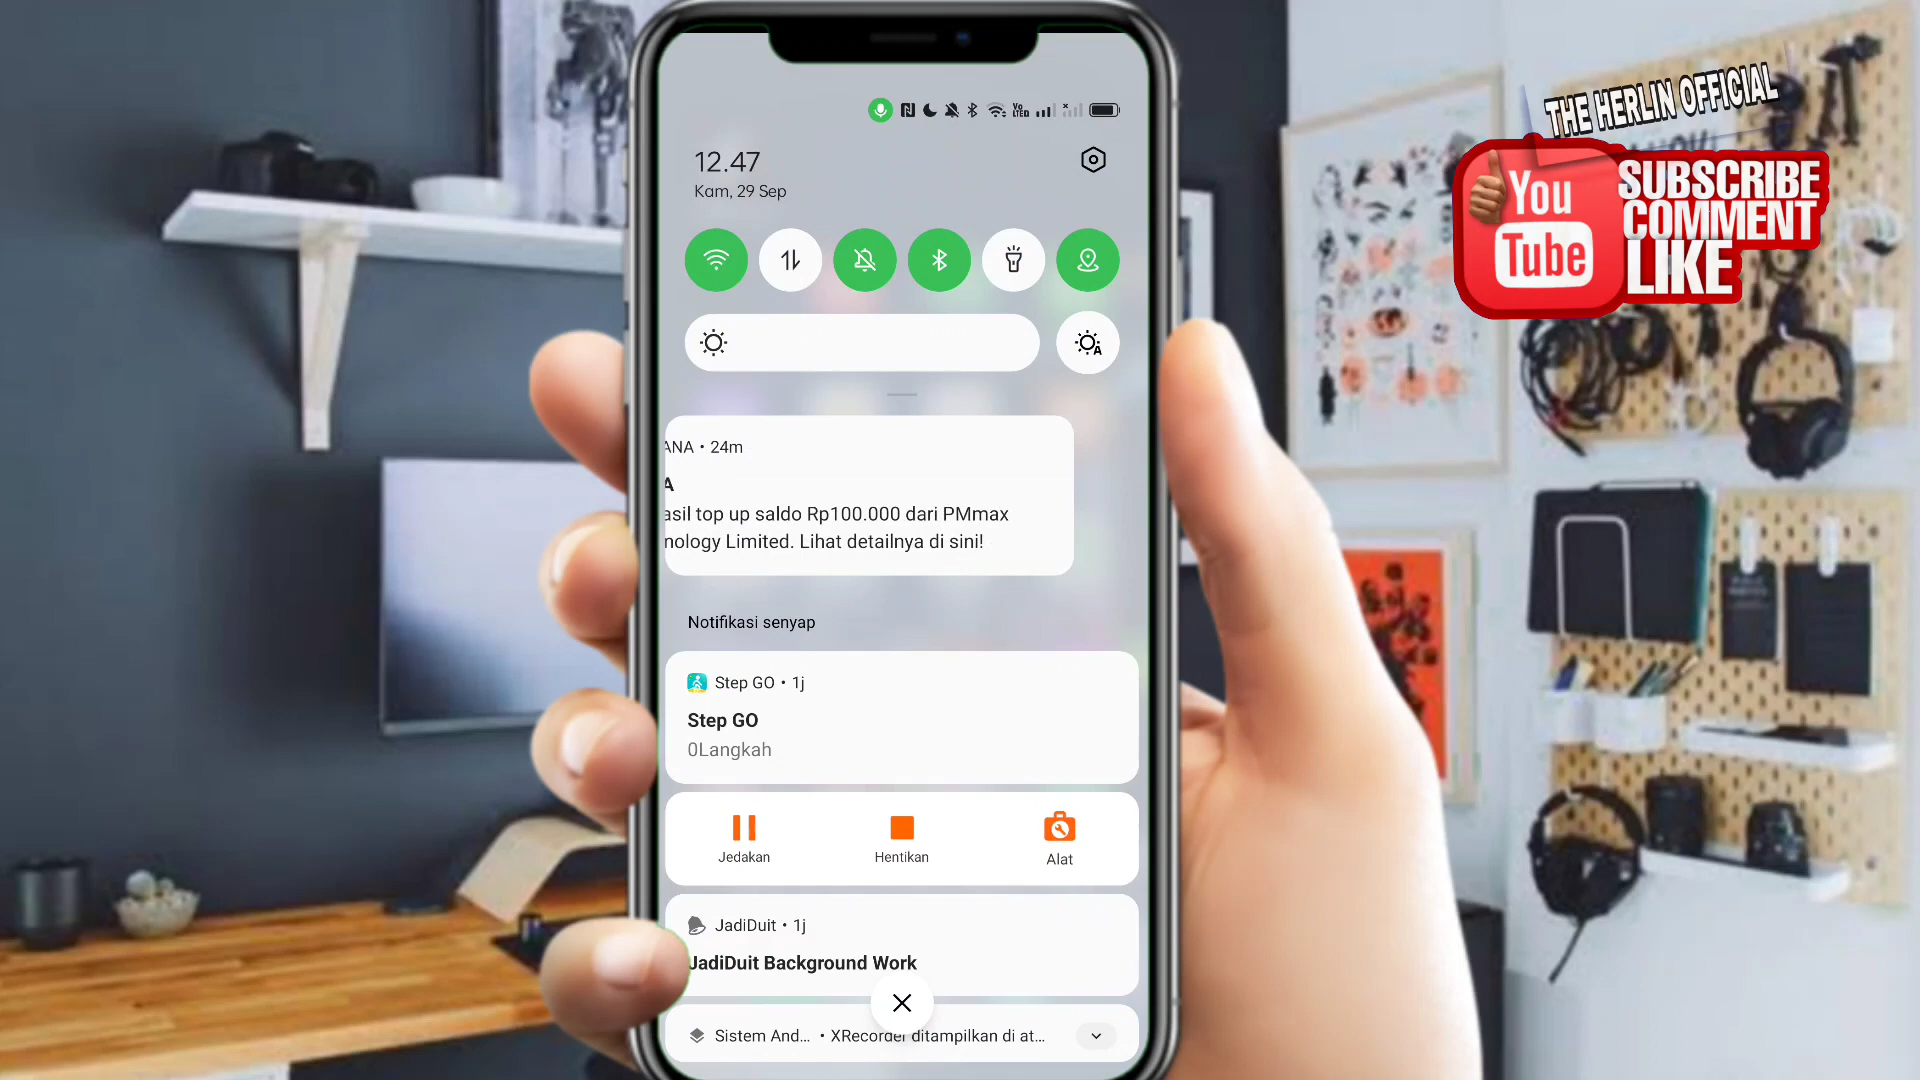 THE HERLIN OFFICIAL
You
Tube
SUBSCRIBE
COMMENT
LIKE
12.47
Kam, 29 Sep
ANA • 24m
A
asil top up saldo Rp100.000 dari PMmax
nology Limited. Lihat detailnya di sini!
Notifikasi senyap
Step GO • 1j
Step GO
0Langkah
Jedakan
Hentikan
Alat
JadiDuit • 1j
JadiDuit Background Work
Sistem And... • XRecorder ditampilkan di at...